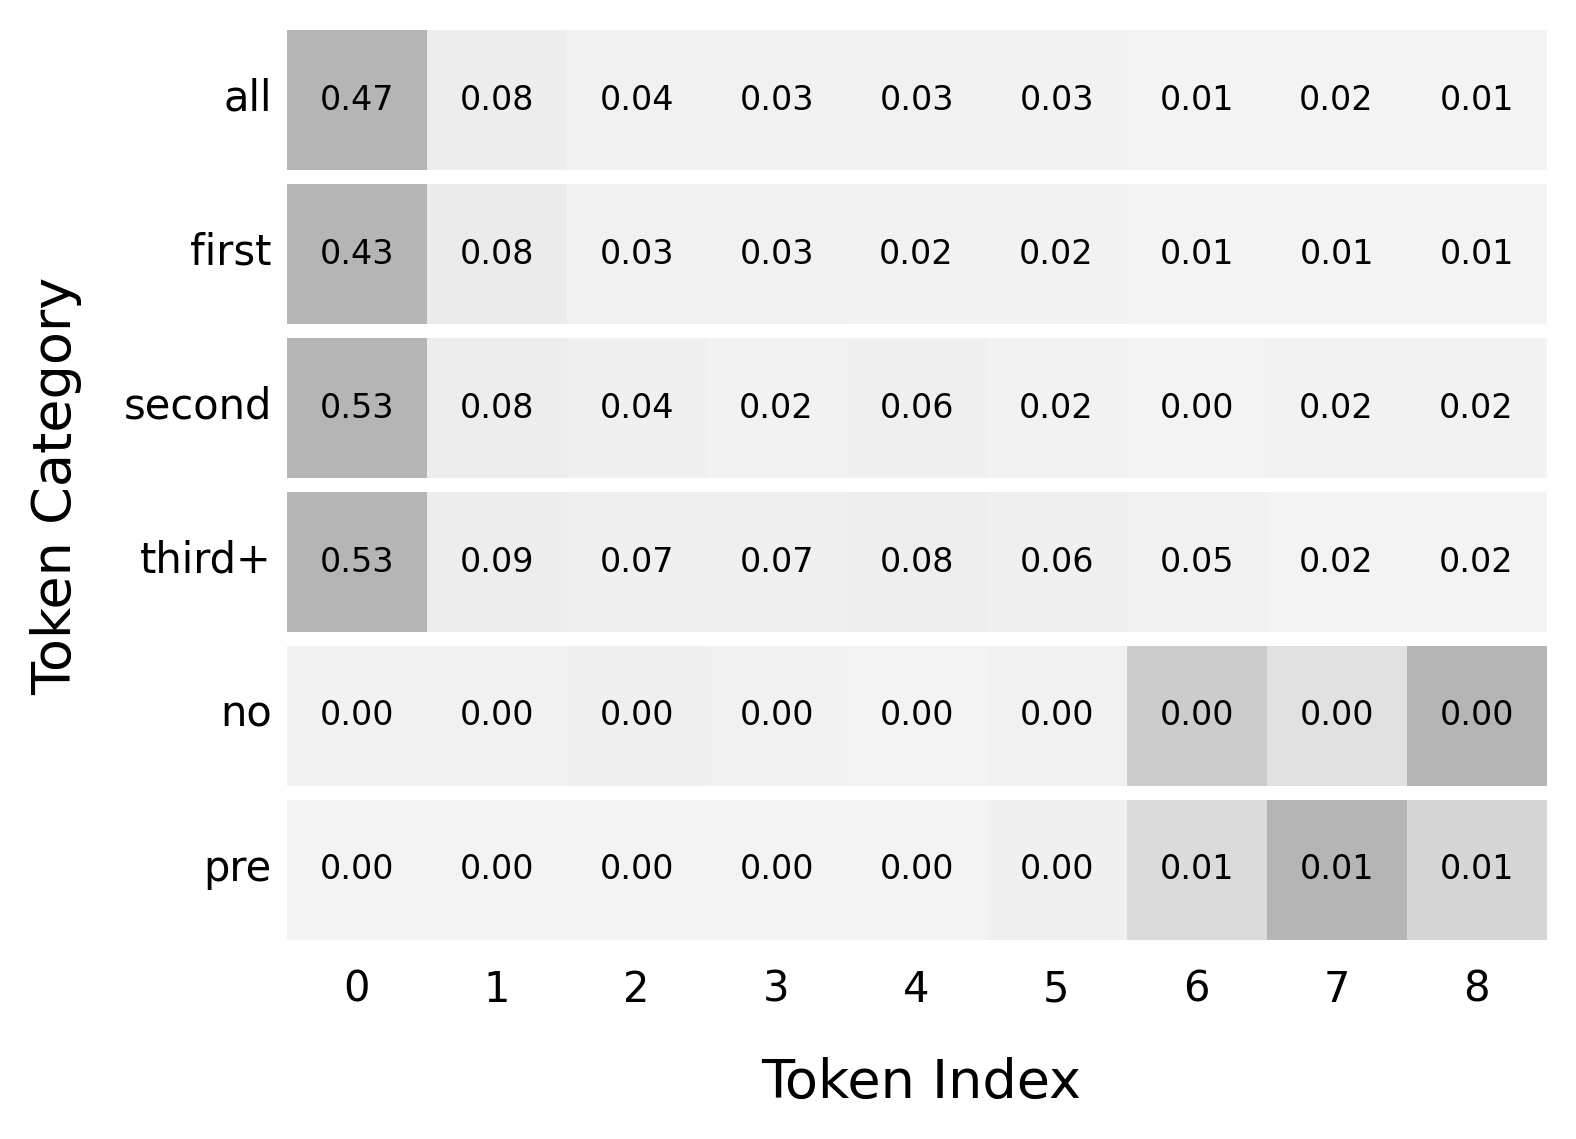 all 0.47 0.08 0.04 0.03 0.03 0.03 0.01 0.02 0.01
first 0.43 0.08 0.03 0.03 0.02 0.02 0.01 0.01 0.01
second 0.53 0.08 0.04 0.02 0.06 0.02 0.00 0.02 0.02
third+ 0.53 0.09 0.07 0.07 0.08 0.06 0.05 0.02 0.02
no 0.00 0.00 0.00 0.00 0.00 0.00 0.00 0.00 0.00
pre 0.00 0.00 0.00 0.00 0.00 0.00 0.01 0.01 0.01
0 1 2 3 4 5 6 7 8
Token Index
Token Category